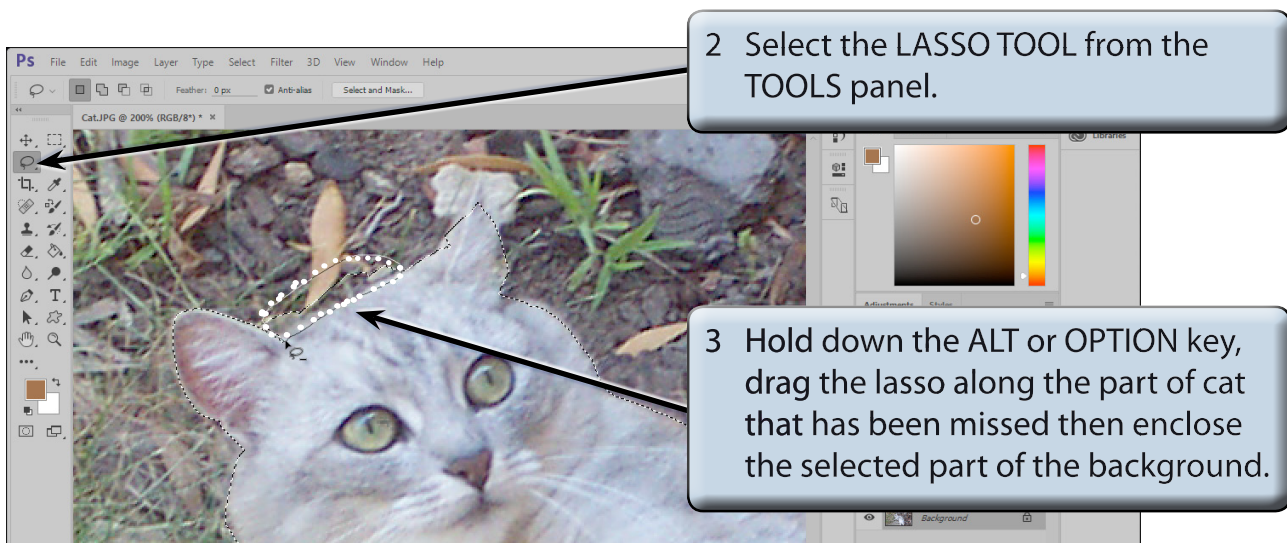 2 Select the LASSO TOOL from the
TOOLS panel.
Ps File Edit Image Layer Type Select Filter 3D View Window Help
Feather: 0 px Anti-alias Select and Mask...
Cat.JPG @ 200% (RGB/8*) * ×
Libraries
Adjustments Styles
3 Hold down the ALT or OPTION key,
drag the lasso along the part of cat
that has been missed then enclose
the selected part of the background.
Background